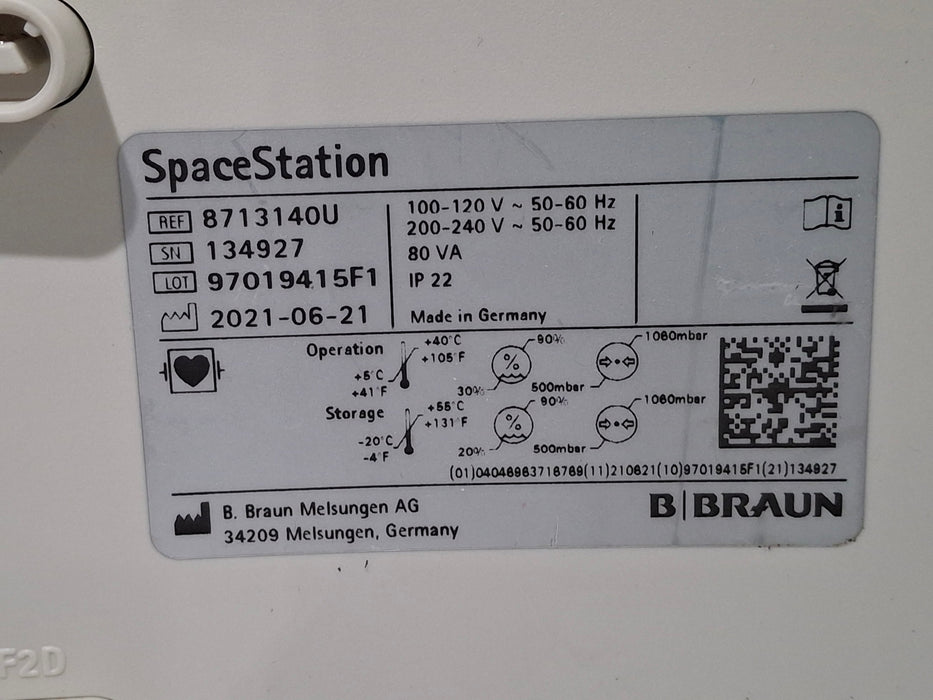 SpaceStation
REF 8713140U
SN 134927
LOT 97019415F1
2021-06-21
100-120 V ~ 50-60 Hz
200-240 V ~ 50-60 Hz
80 VA
IP 22
Made in Germany
Operation
+40°C
+105°F
+5°C
+41°F
90%
%
30%
1060mbar
500mbar
Storage
+55°C
+131°F
-20°C
-4°F
90%
%
20%
1060mbar
500mbar
(01)04046963716769(11)210621(10)97019415F1(21)134927
B. Braun Melsungen AG
34209 Melsungen, Germany
B|BRAUN
F2D